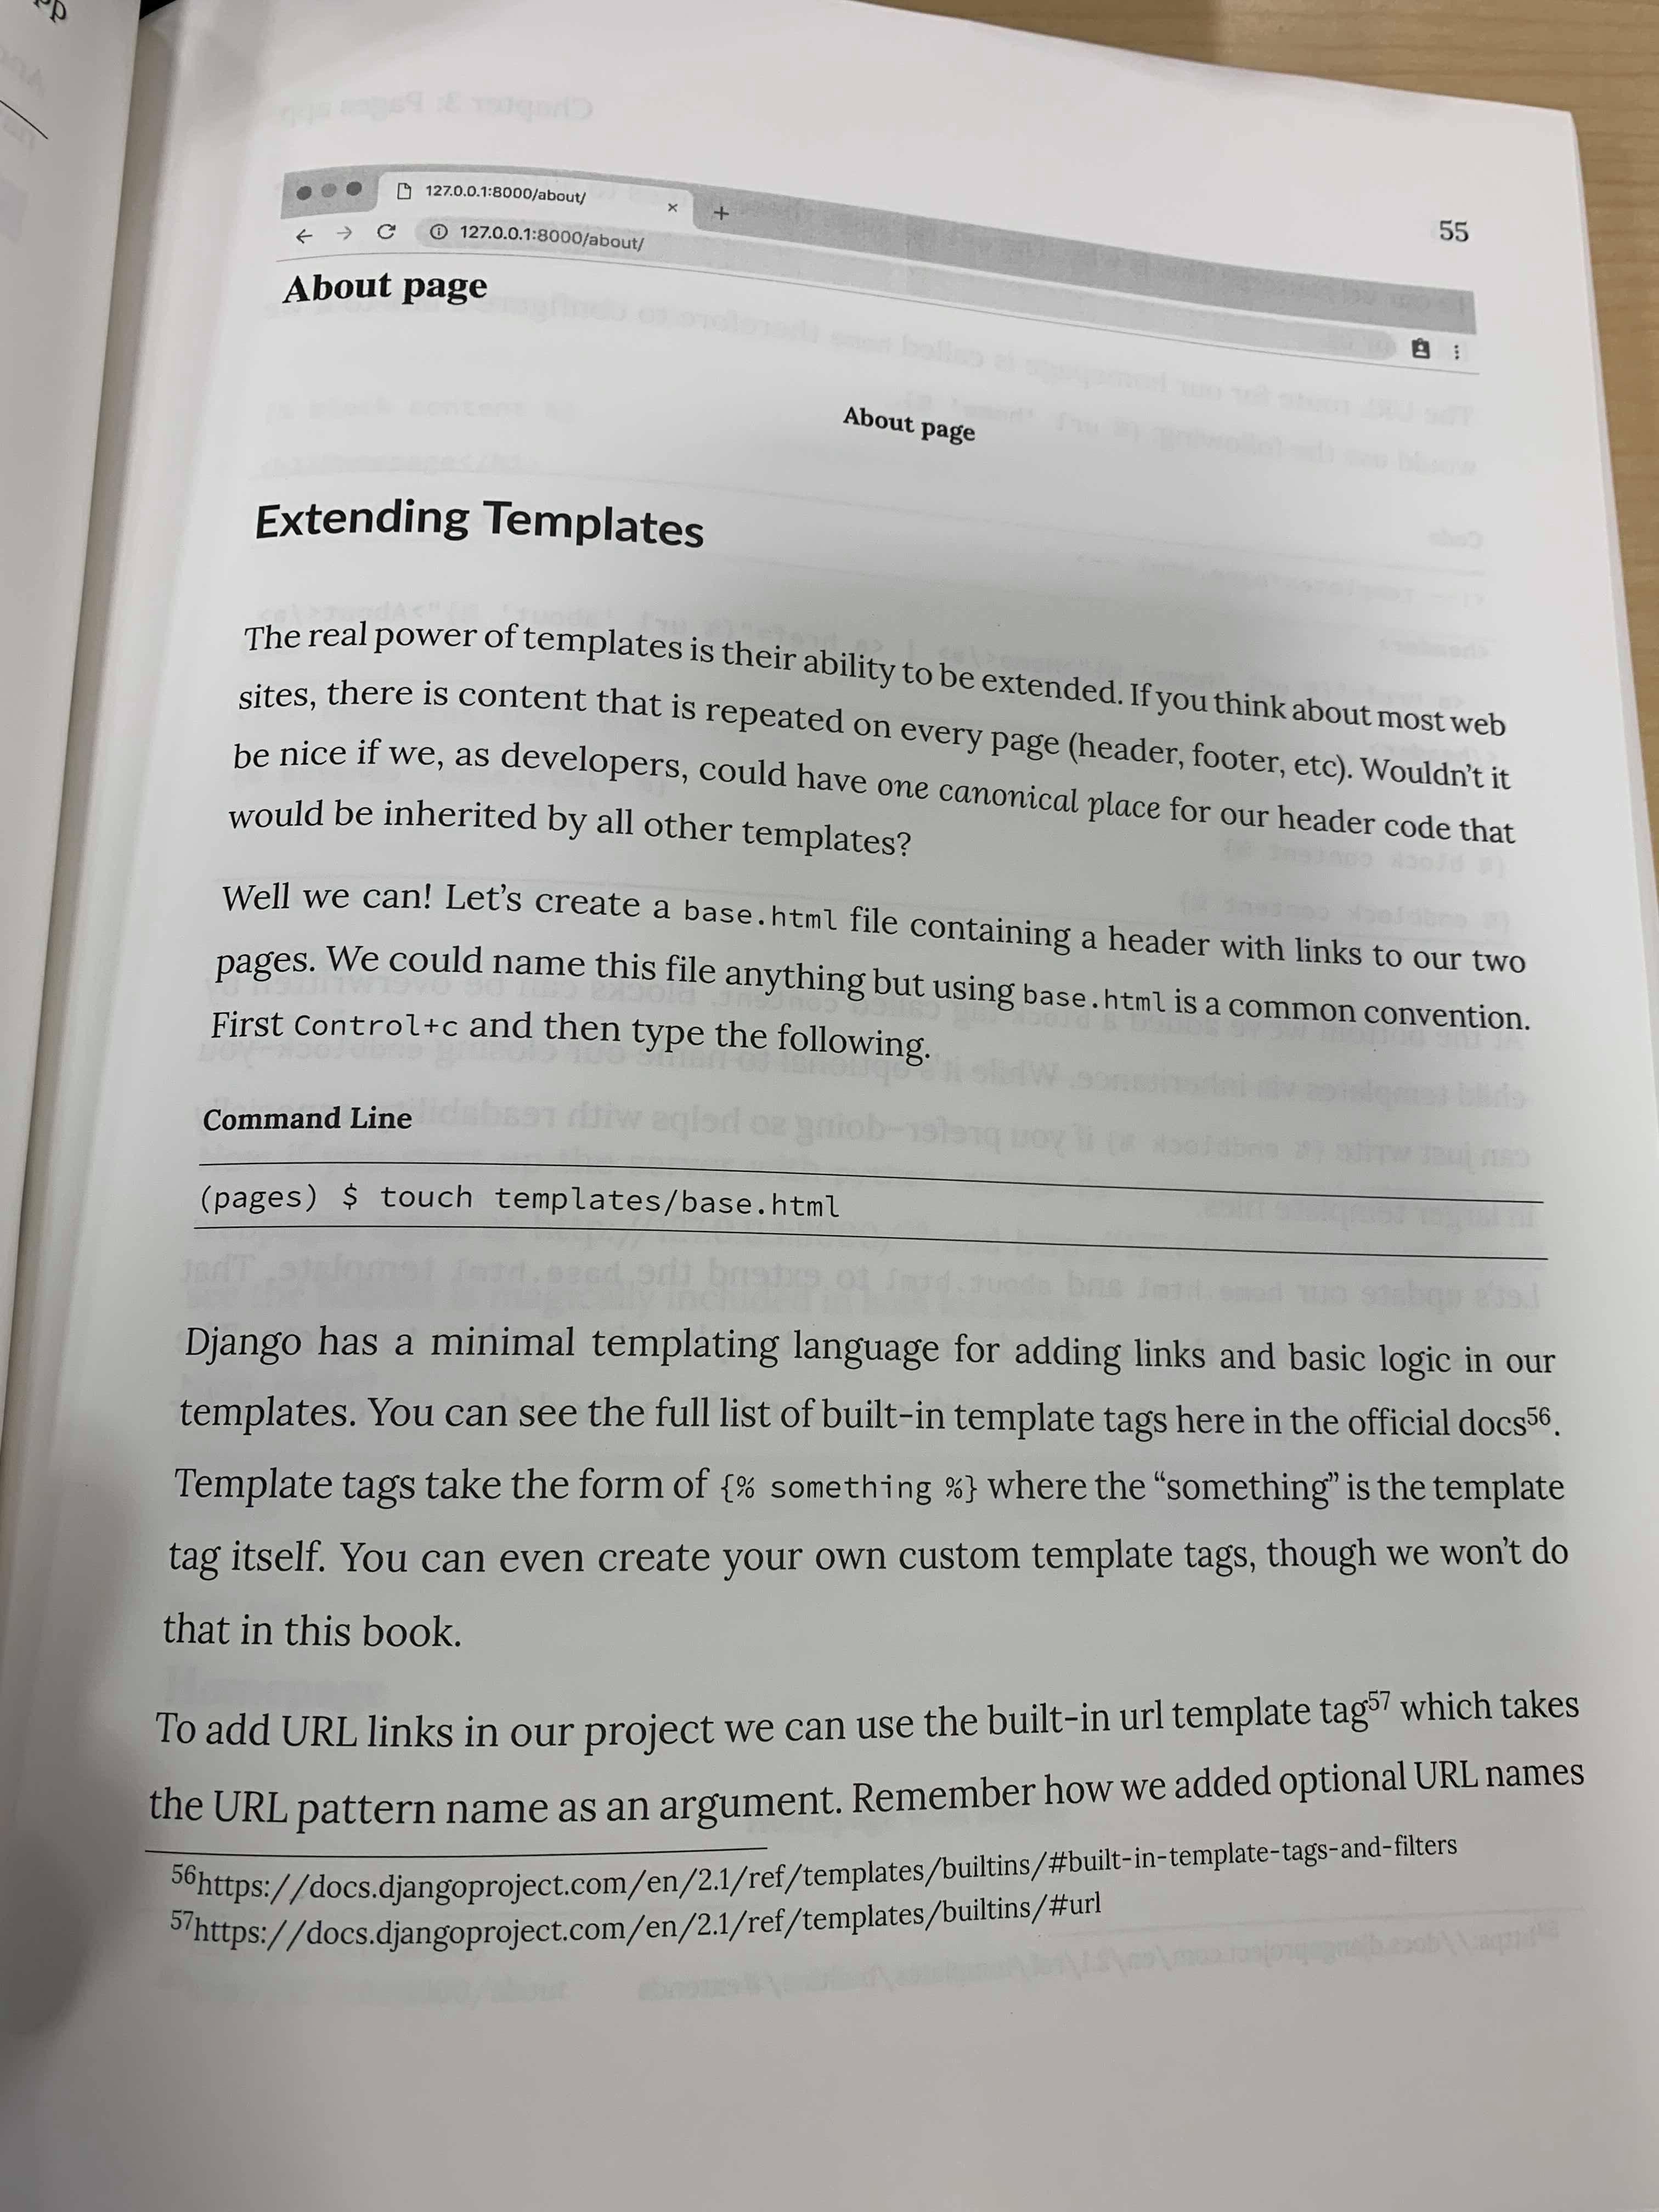 55
127.0.0.1:8000/about/
127.0.0.1:8000/about/
About page
About page
Extending Templates
The real power of templates is their ability to be extended. If you think about most web
sites, there is content that is repeated on every page (header, footer, etc). Wouldn’t it
be nice if we, as developers, could have one canonical place for our header code that
would be inherited by all other templates?
Well we can! Let’s create a base.html file containing a header with links to our two
pages. We could name this file anything but using base.html is a common convention.
First Control+c and then type the following.
Command Line
(pages) $ touch templates/base.html
Django has a minimal templating language for adding links and basic logic in our
templates. You can see the full list of built-in template tags here in the official docs⁵⁶.
Template tags take the form of {% something %} where the “something” is the template
tag itself. You can even create your own custom template tags, though we won’t do
that in this book.
To add URL links in our project we can use the built-in url template tag⁵⁷ which takes
the URL pattern name as an argument. Remember how we added optional URL names
⁵⁶https://docs.djangoproject.com/en/2.1/ref/templates/builtins/#built-in-template-tags-and-filters
⁵⁷https://docs.djangoproject.com/en/2.1/ref/templates/builtins/#url